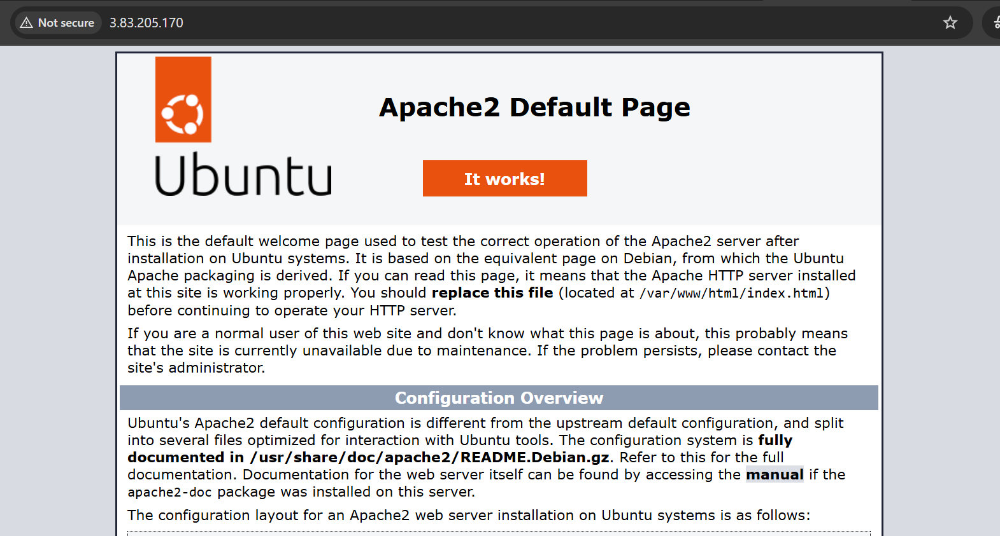 Not secure 3.83.205.170
Apache2 Default Page
Ubuntu
It works!
This is the default welcome page used to test the correct operation of the Apache2 server after
installation on Ubuntu systems. It is based on the equivalent page on Debian, from which the Ubuntu
Apache packaging is derived. If you can read this page, it means that the Apache HTTP server installed
at this site is working properly. You should replace this file (located at /var/www/html/index.html)
before continuing to operate your HTTP server.
If you are a normal user of this web site and don't know what this page is about, this probably means
that the site is currently unavailable due to maintenance. If the problem persists, please contact the
site's administrator.
Configuration Overview
Ubuntu's Apache2 default configuration is different from the upstream default configuration, and split
into several files optimized for interaction with Ubuntu tools. The configuration system is fully
documented in /usr/share/doc/apache2/README.Debian.gz. Refer to this for the full
documentation. Documentation for the web server itself can be found by accessing the manual if the
apache2-doc package was installed on this server.
The configuration layout for an Apache2 web server installation on Ubuntu systems is as follows: